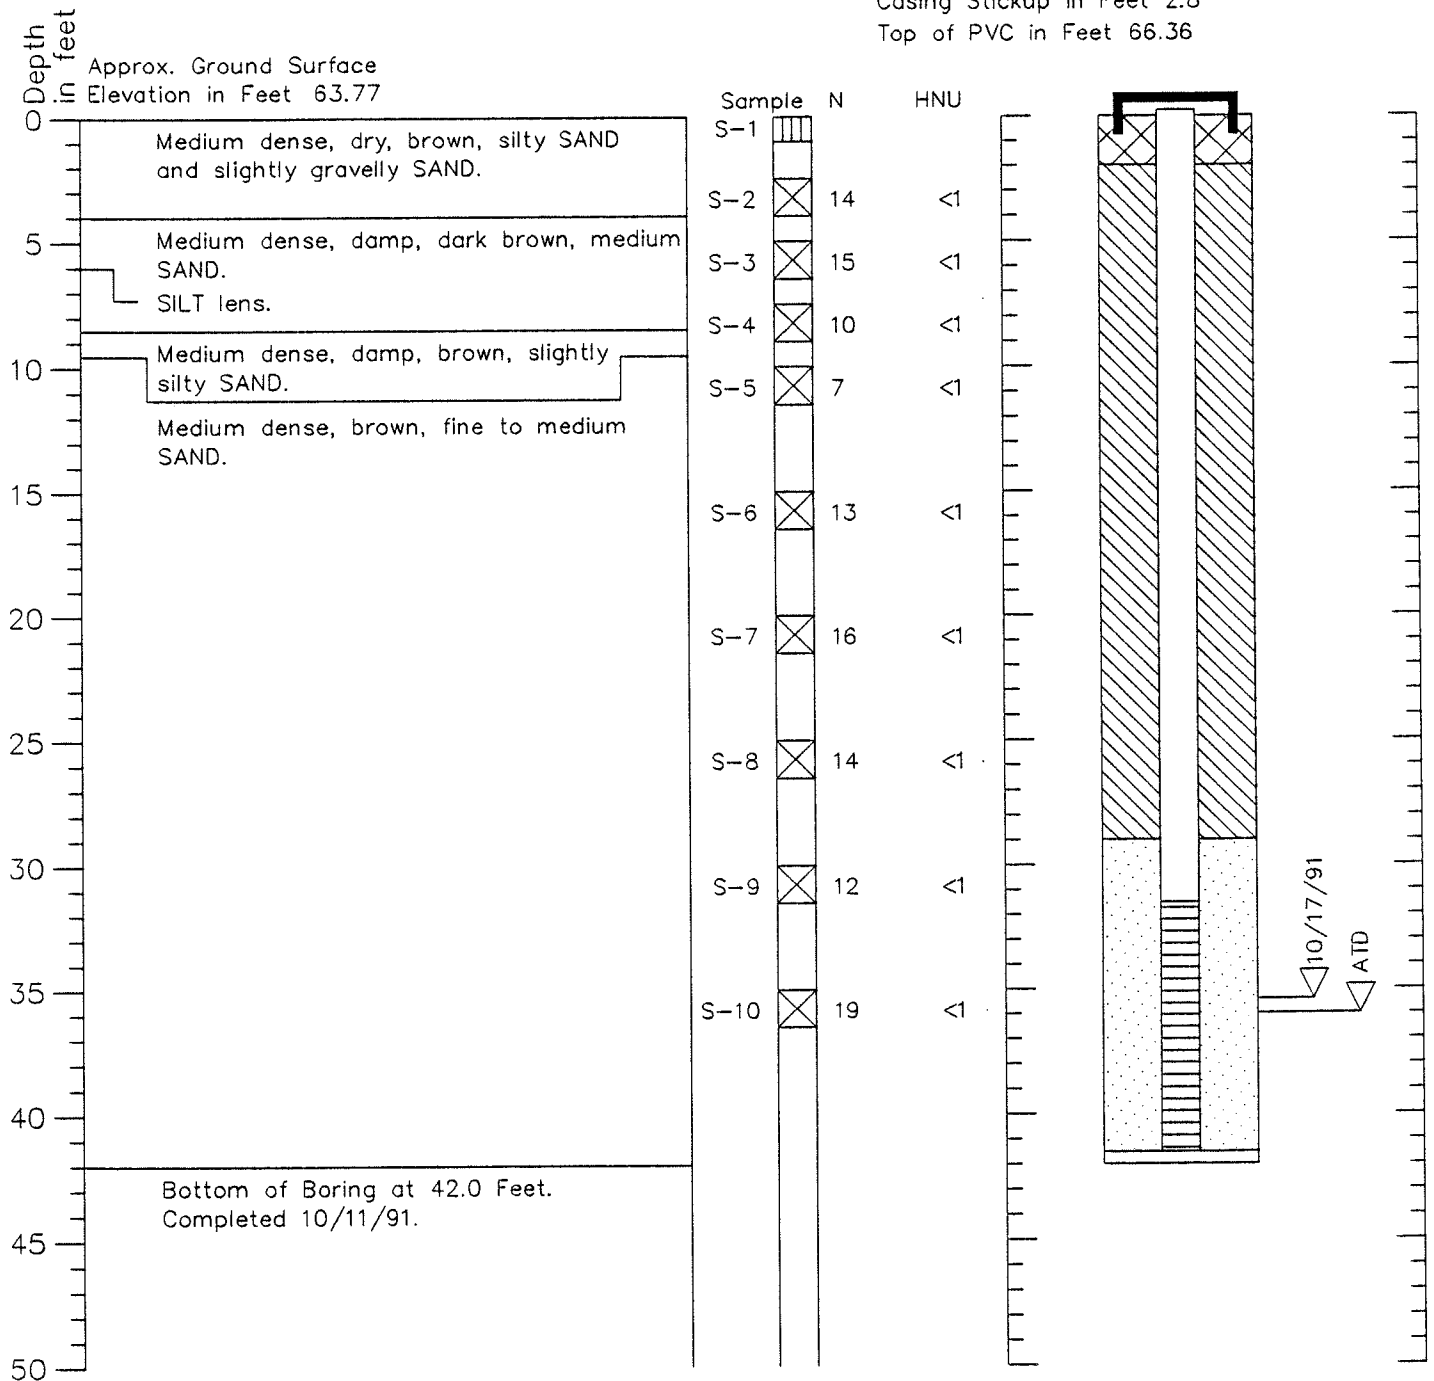 Casing Stickup in Feet 2.8
Top of PVC in Feet 66.36
Depth
in feet
Approx. Ground Surface
Elevation in Feet 63.77
Sample N HNU
0
Medium dense, dry, brown, silty SAND
and slightly gravelly SAND.
S-1
S-2 14 <1
5
Medium dense, damp, dark brown, medium
SAND.
SILT lens.
S-3 15 <1
S-4 10 <1
10
Medium dense, damp, brown, slightly
silty SAND.
S-5 7 <1
Medium dense, brown, fine to medium
SAND.
15
S-6 13 <1
20
S-7 16 <1
25
S-8 14 <1
30
S-9 12 <1
10/17/91
ATD
35
S-10 19 <1
40
Bottom of Boring at 42.0 Feet.
Completed 10/11/91.
45
50